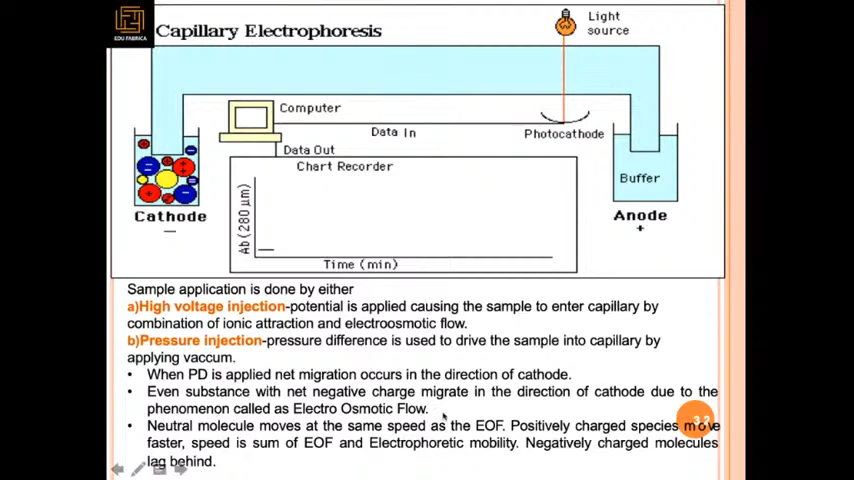 EDU FABRICA
Capillary Electrophoresis
Light
source
Computer
Data In
Photocathode
Data Out
Chart Recorder
Buffer
Cathode
−
Anode
+
Ab (280 µm)
Time (min)
Sample application is done by either
a)High voltage injection-potential is applied causing the sample to enter capillary by
combination of ionic attraction and electroosmotic flow.
b)Pressure injection-pressure difference is used to drive the sample into capillary by
applying vaccum.
• When PD is applied net migration occurs in the direction of cathode.
• Even substance with net negative charge migrate in the direction of cathode due to the
phenomenon called as Electro Osmotic Flow.
• Neutral molecule moves at the same speed as the EOF. Positively charged species move
faster, speed is sum of EOF and Electrophoretic mobility. Negatively charged molecules
lag behind.